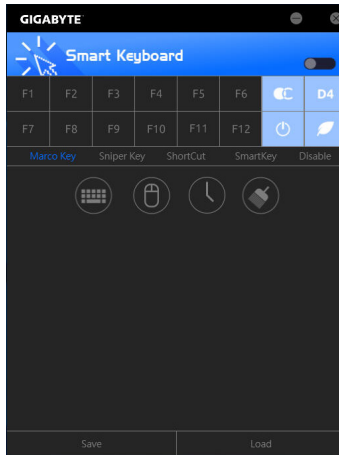 GIGABYTE
Smart Keyboard
F1 F2 F3 F4 F5 F6 D4
F7 F8 F9 F10 F11 F12
Marco Key Sniper Key ShortCut SmartKey Disable
Save Load